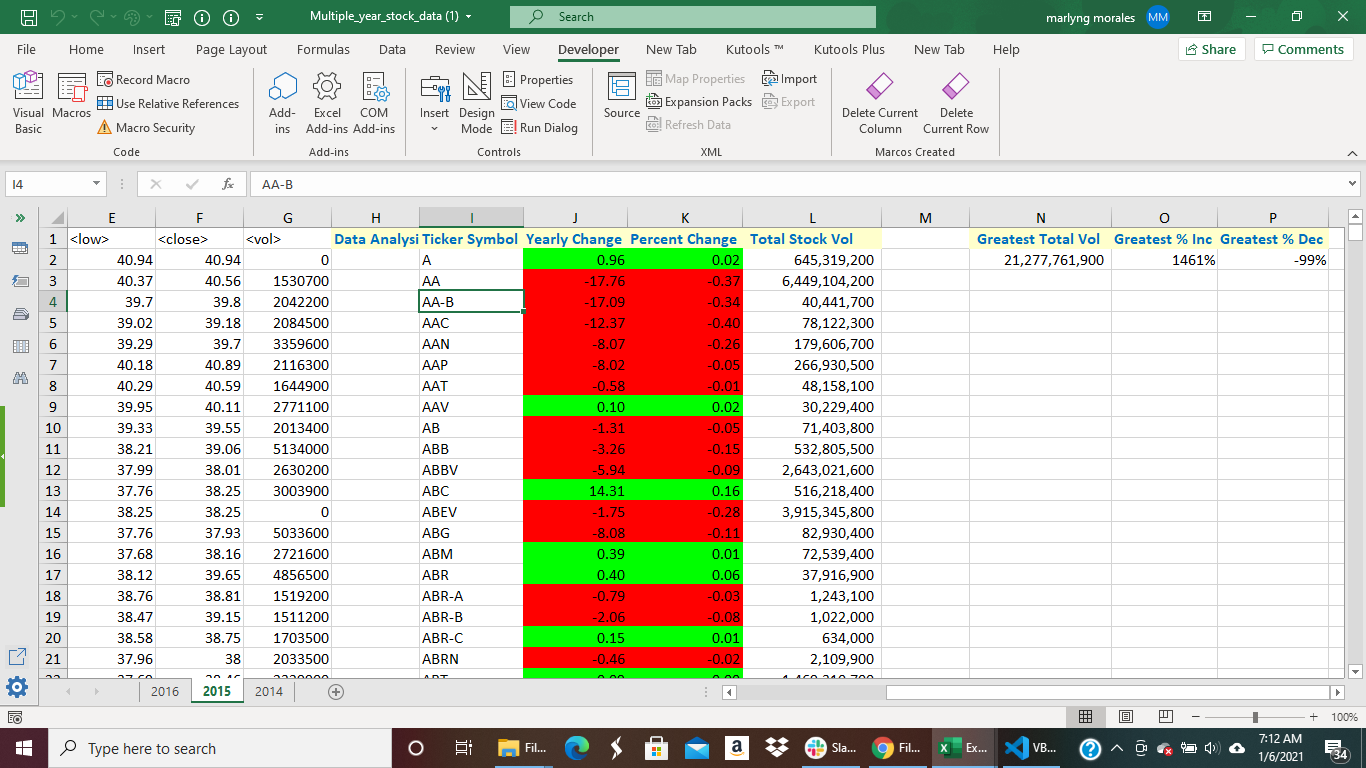 Multiple_year_stock_data (1)
Search
marlyng morales
MM
File Home Insert Page Layout Formulas Data Review View Developer New Tab Kutools ™ Kutools Plus New Tab Help
Share
Comments
Visual Basic
Macros
Record Macro
Use Relative References
Macro Security
Code
Add-ins
Excel Add-ins
COM Add-ins
Add-ins
Insert
Design Mode
Properties
View Code
Run Dialog
Controls
Source
Map Properties
Expansion Packs
Refresh Data
Import
Export
XML
Delete Current Column
Delete Current Row
Marcos Created
I4
fx
AA-B
E F G H I J K L M N O P
1 <low> <close> <vol> Data Analysi Ticker Symbol Yearly Change Percent Change Total Stock Vol Greatest Total Vol Greatest % Inc Greatest % Dec
2 40.94 40.94 0 A 0.96 0.02 645,319,200 21,277,761,900 1461% -99%
3 40.37 40.56 1530700 AA -17.76 -0.37 6,449,104,200
4 39.7 39.8 2042200 AA-B -17.09 -0.34 40,441,700
5 39.02 39.18 2084500 AAC -12.37 -0.40 78,122,300
6 39.29 39.7 3359600 AAN -8.07 -0.26 179,606,700
7 40.18 40.89 2116300 AAP -8.02 -0.05 266,930,500
8 40.29 40.59 1644900 AAT -0.58 -0.01 48,158,100
9 39.95 40.11 2771100 AAV 0.10 0.02 30,229,400
10 39.33 39.55 2013400 AB -1.31 -0.05 71,403,800
11 38.21 39.06 5134000 ABB -3.26 -0.15 532,805,500
12 37.99 38.01 2630200 ABBV -5.94 -0.09 2,643,021,600
13 37.76 38.25 3003900 ABC 14.31 0.16 516,218,400
14 38.25 38.25 0 ABEV -1.75 -0.28 3,915,345,800
15 37.76 37.93 5033600 ABG -8.08 -0.11 82,930,400
16 37.68 38.16 2721600 ABM 0.39 0.01 72,539,400
17 38.12 39.65 4856500 ABR 0.40 0.06 37,916,900
18 38.76 38.81 1519200 ABR-A -0.79 -0.03 1,243,100
19 38.47 39.15 1511200 ABR-B -2.06 -0.08 1,022,000
20 38.58 38.75 1703500 ABR-C 0.15 0.01 634,000
21 37.96 38 2033500 ABRN -0.46 -0.02 2,109,900
2016 2015 2014
100%
Type here to search
Fil...
Sla...
Fil...
Ex...
VB...
7:12 AM
1/6/2021
34